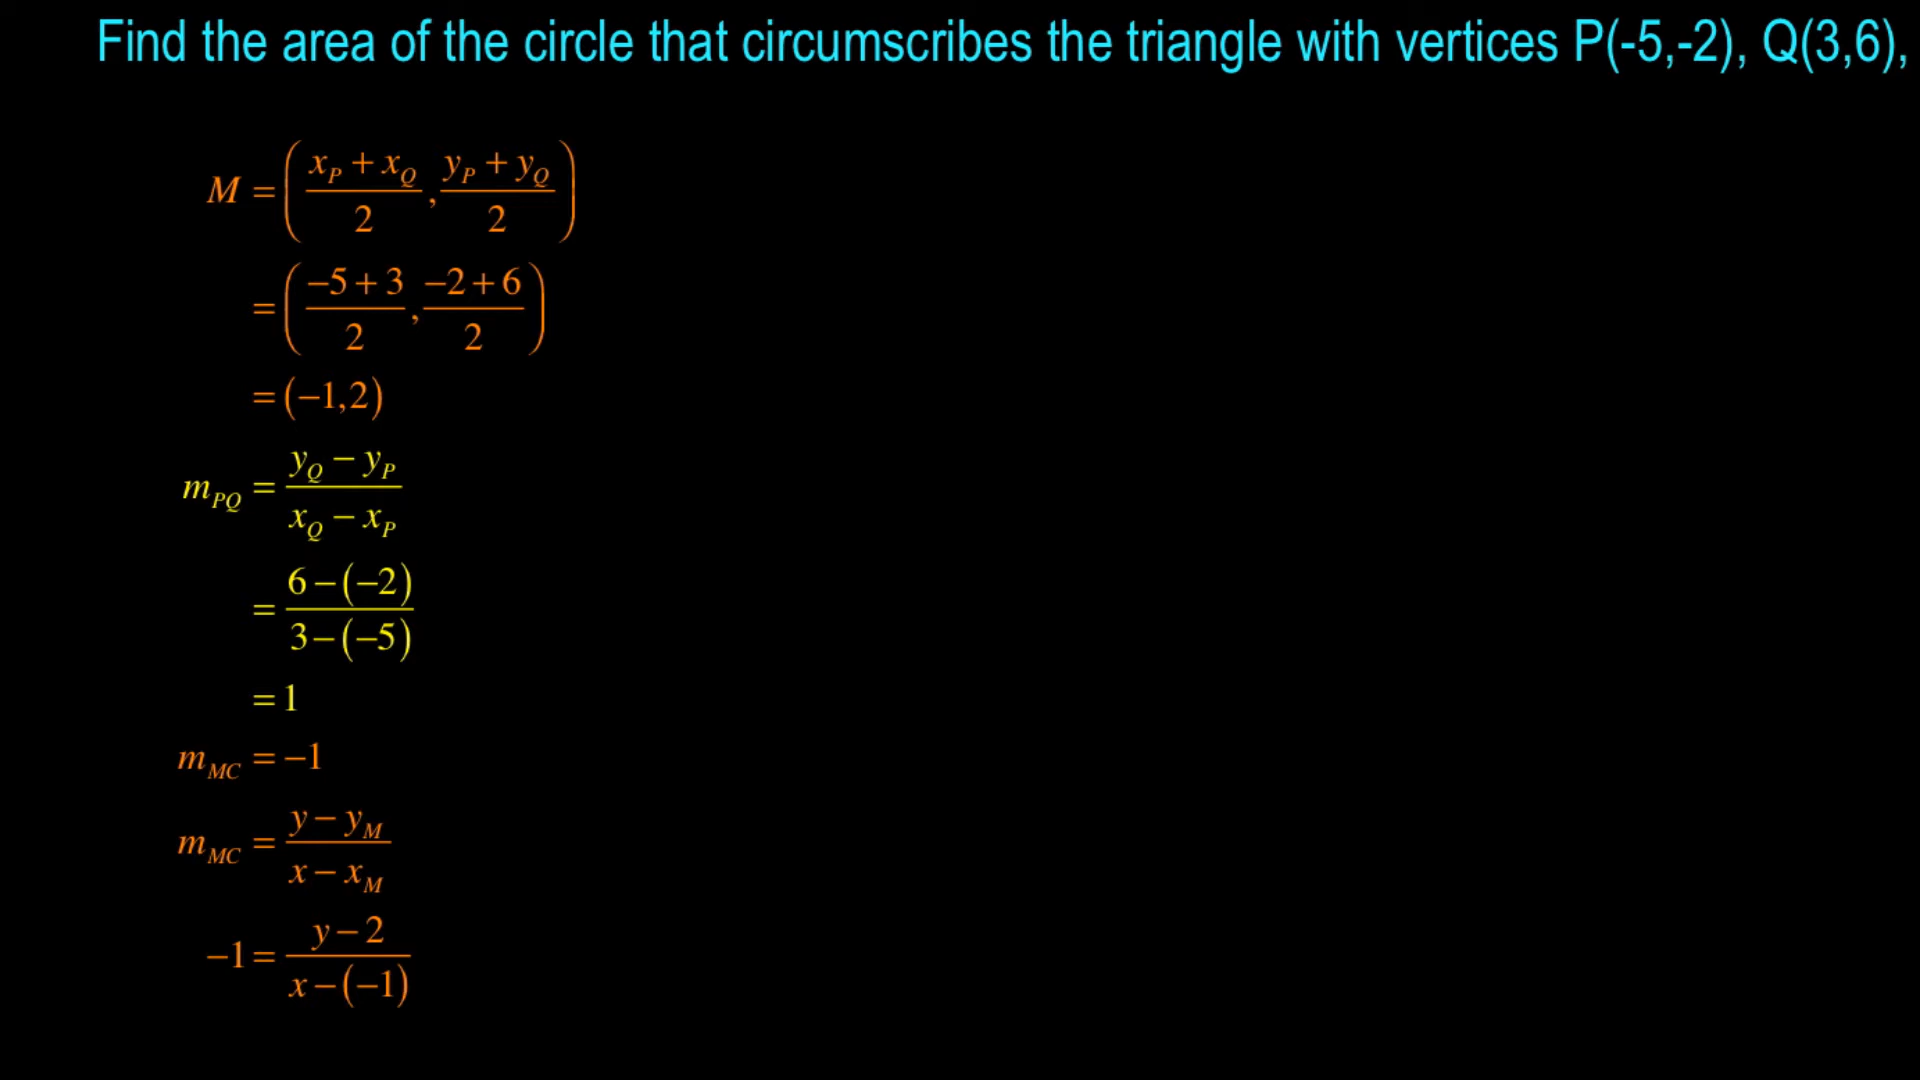 Find the area of the circle that circumscribes the triangle with vertices P(-5,-2), Q(3,6),
M = ( (x_P + x_Q)/2 , (y_P + y_Q)/2 )
= ( (−5 + 3)/2 , (−2 + 6)/2 )
= (−1,2)
m_PQ = (y_Q − y_P)/(x_Q − x_P)
= (6 − (−2))/(3 − (−5))
= 1
m_MC = −1
m_MC = (y − y_M)/(x − x_M)
−1 = (y − 2)/(x − (−1))